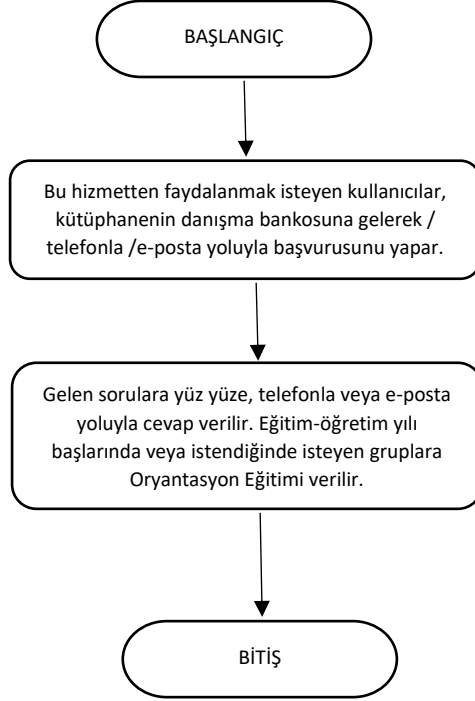 BAŞLANGIÇ
Bu hizmetten faydalanmak isteyen kullanıcılar,
kütüphanenin danışma bankosuna gelerek /
telefonla /e-posta yoluyla başvurusunu yapar.
Gelen sorulara yüz yüze, telefonla veya e-posta
yoluyla cevap verilir. Eğitim-öğretim yılı
başlarında veya istendiğinde isteyen gruplara
Oryantasyon Eğitimi verilir.
BİTİŞ